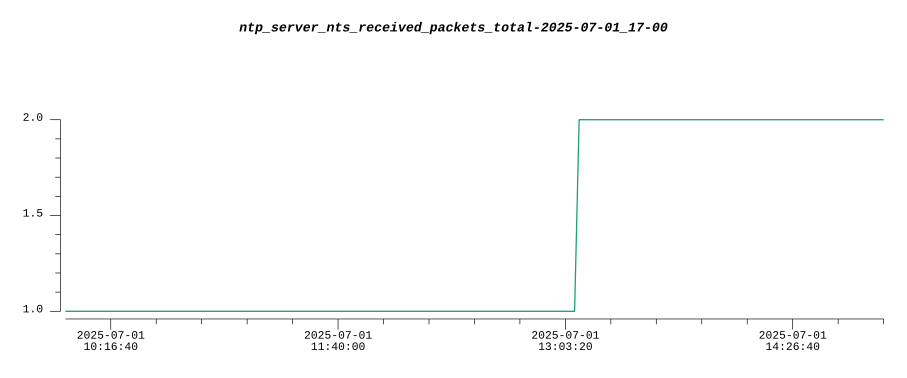 ntp_server_nts_received_packets_total-2025-07-01_17-00
2.0
1.5
1.0
2025-07-01 2025-07-01 2025-07-01 2025-07-01
10:16:40 11:40:00 13:03:20 14:26:40